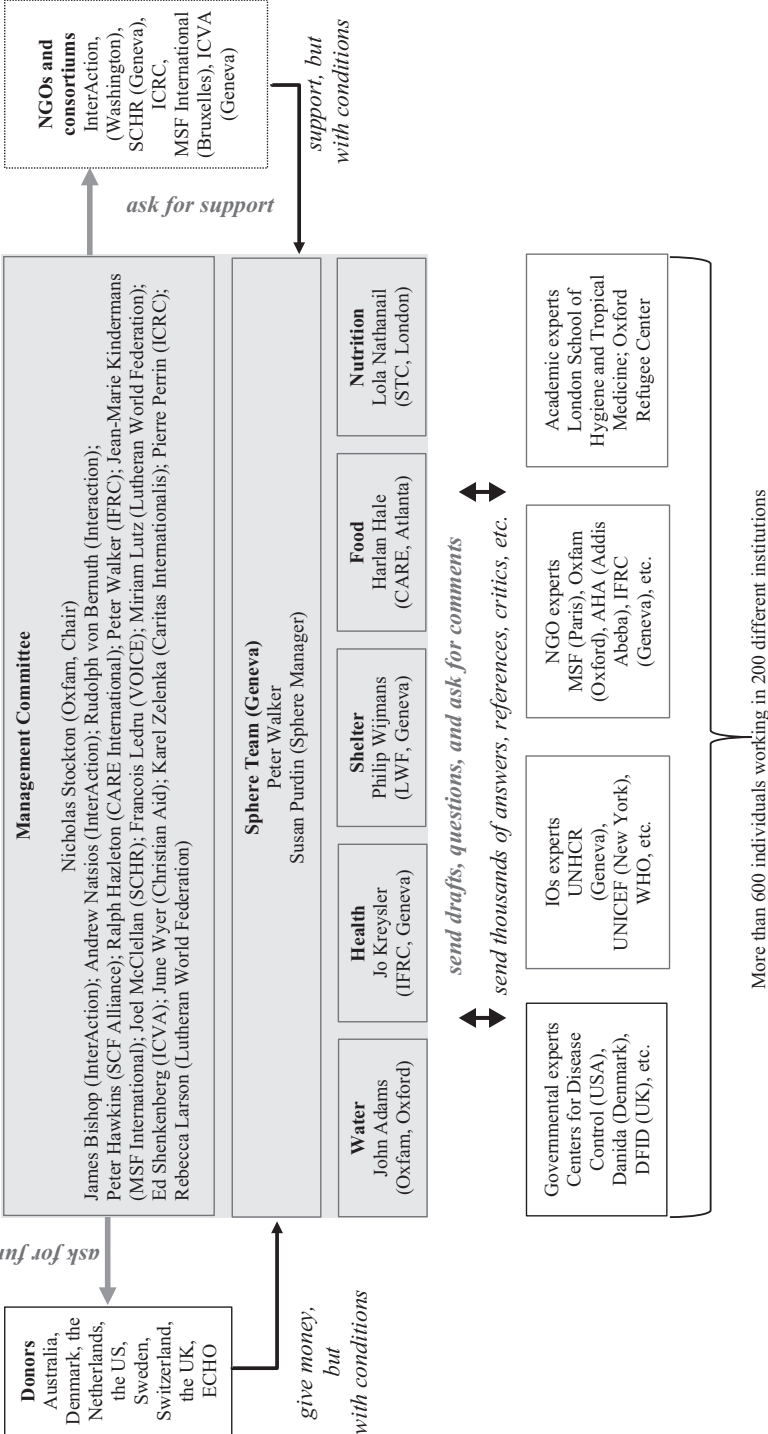 Donors
Australia,
Denmark, the
Netherlands,
the US,
Sweden,
Switzerland,
the UK,
ECHO
ask for
give money,
but
with conditions
Management Committee
Nicholas Stockton (Oxfam, Chair)
James Bishop (InterAction); Andrew Natsios (InterAction); Rudolph von Bernuth (Interaction);
Peter Hawkins (SCF Alliance); Ralph Hazleton (CARE International); Peter Walker (IFRC); Jean-Marie Kindermans
(MSF International); Joel McClellan (SCHR); Francois Ledru (VOICE); Miriam Lutz (Lutheran World Federation);
Ed Shenkenberg (ICVA); June Wyer (Christian Aid); Karel Zelenka (Caritas Internationalis); Pierre Perrin (ICRC);
Rebecca Larson (Lutheran World Federation)
ask for support
NGOs and
consortiums
InterAction,
(Washington),
SCHR (Geneva),
ICRC,
MSF International
(Bruxelles), ICVA
(Geneva)
support, but
with conditions
Sphere Team (Geneva)
Peter Walker
Susan Purdin (Sphere Manager)
Water
John Adams
(Oxfam, Oxford)
Health
Jo Kreysler
(IFRC, Geneva)
Shelter
Philip Wijmans
(LWF, Geneva)
Food
Harlan Hale
(CARE, Atlanta)
Nutrition
Lola Nathanail
(STC, London)
send drafts, questions, and ask for comments
send thousands of answers, references, critics, etc.
Governmental experts
Centers for Disease
Control (USA),
Danida (Denmark),
DFID (UK), etc.
IOs experts
UNHCR
(Geneva),
UNICEF (New York),
WHO, etc.
NGO experts
MSF (Paris), Oxfam
(Oxford), AHA (Addis
Abeba), IFRC
(Geneva), etc.
Academic experts
London School of
Hygiene and Tropical
Medicine; Oxford
Refugee Center
More than 600 individuals working in 200 different institutions